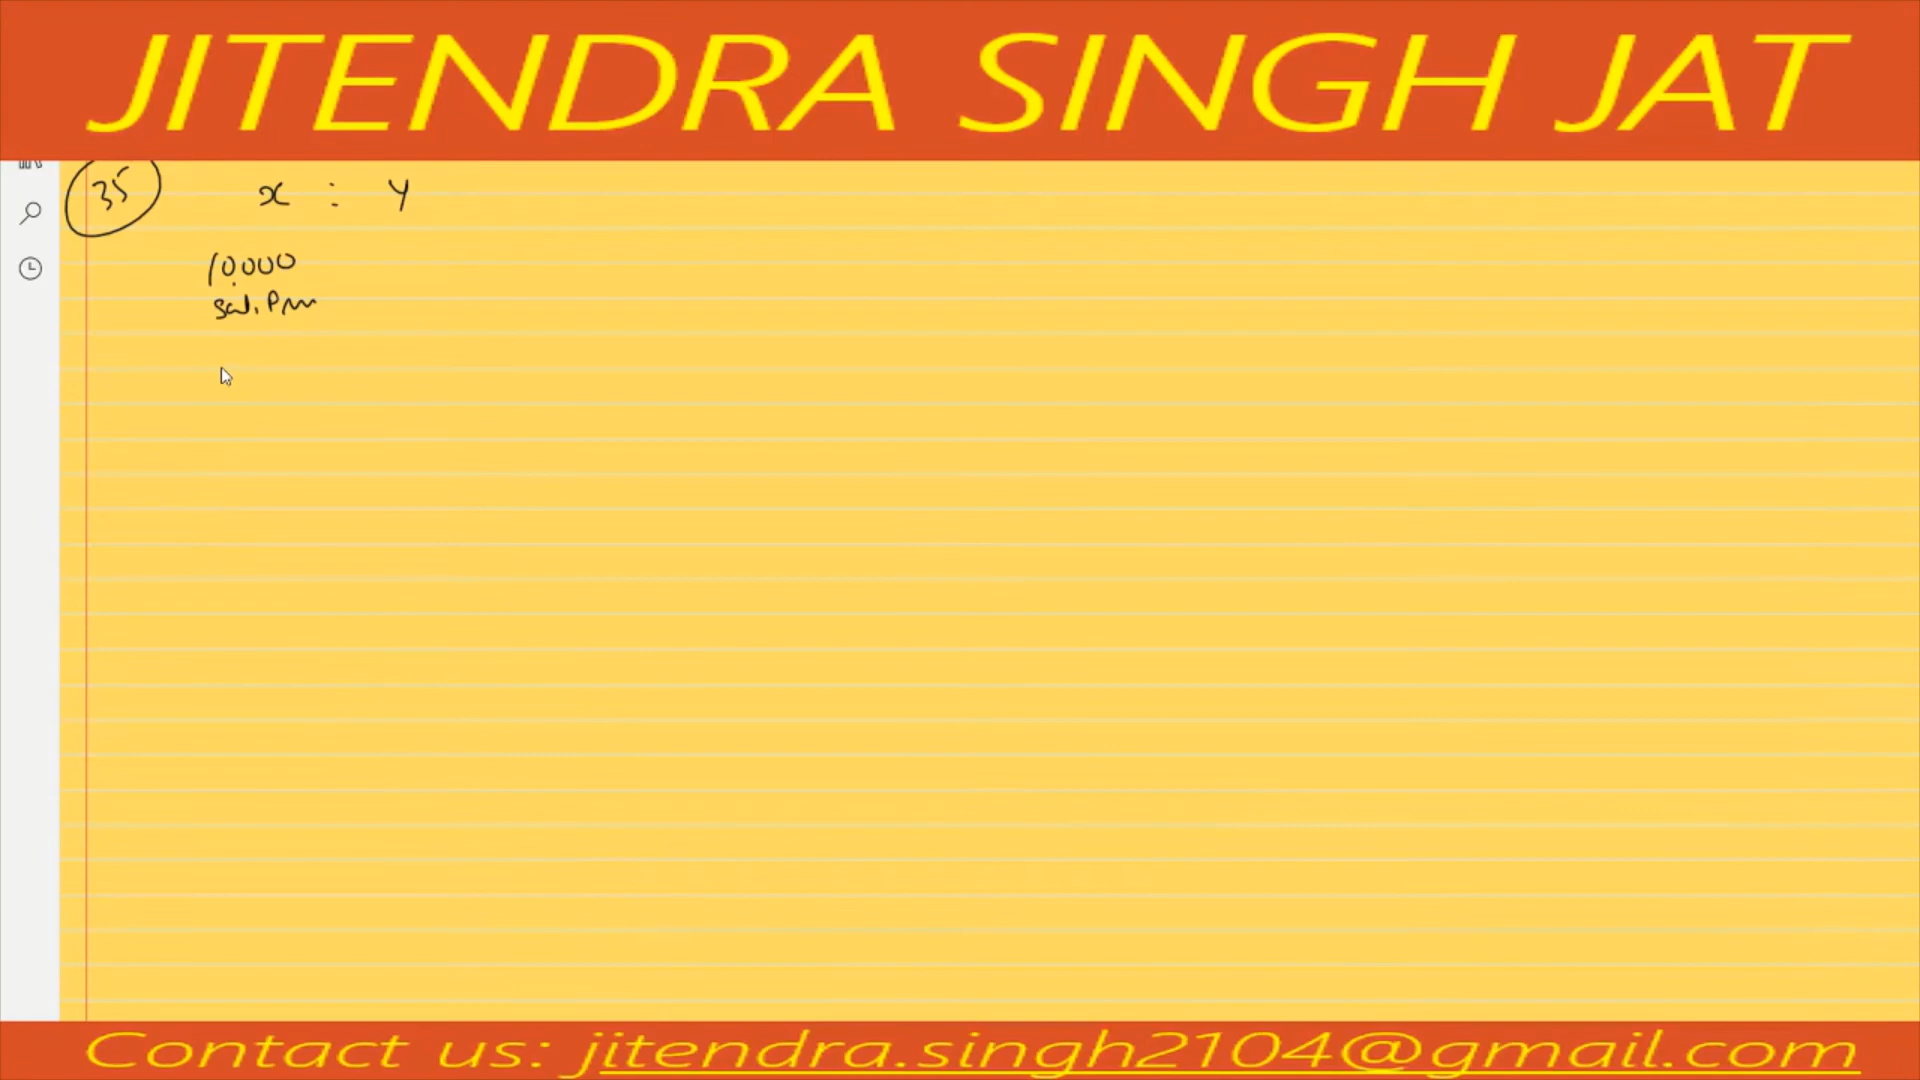 JITENDRA SINGH JAT
35 x : y
10,000
Sal. Pm
Contact us: jitendra.singh2104@gmail.com